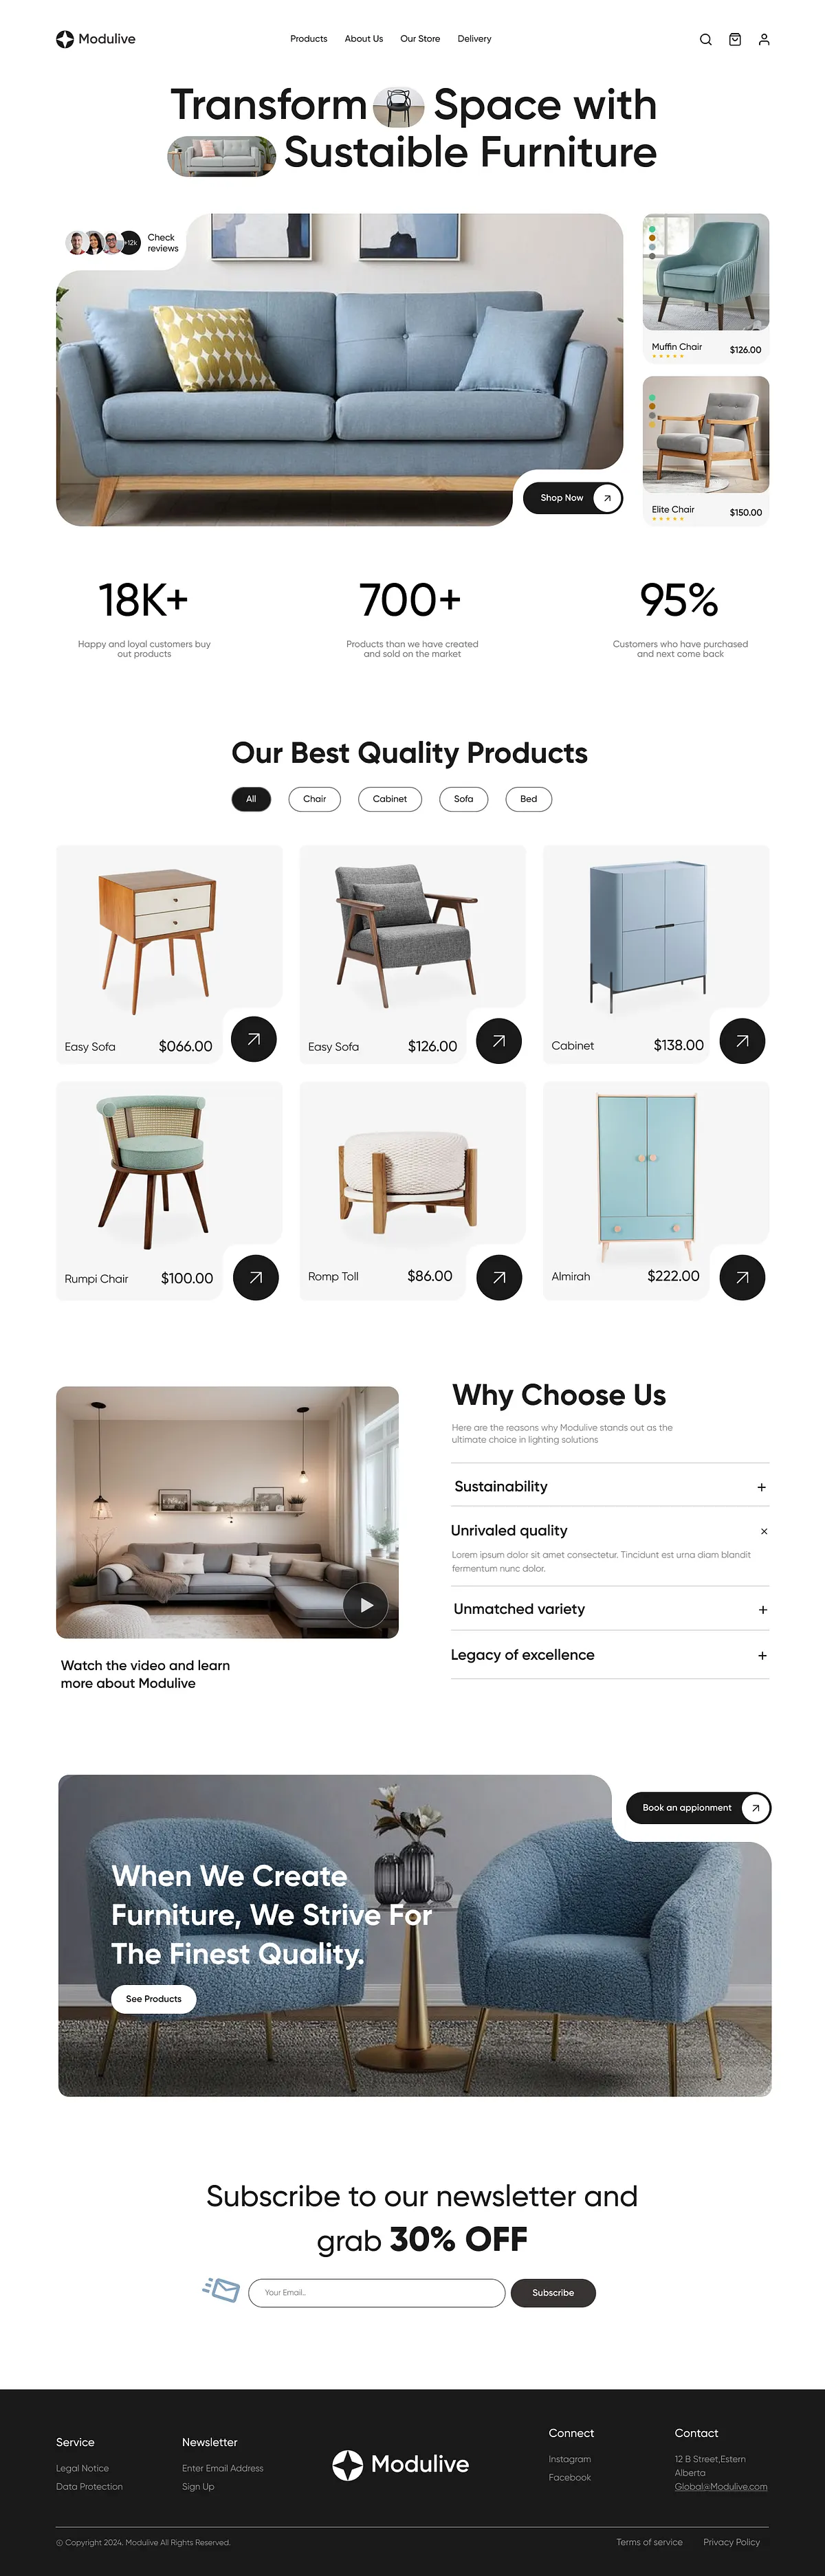 Modulive
Products About Us Our Store Delivery
Transform Space with
Sustaible Furniture
+12k
Check
reviews
Shop Now
Muffin Chair
$126.00
Elite Chair
$150.00
18K+
Happy and loyal customers buy
out products
700+
Products than we have created
and sold on the market
95%
Customers who have purchased
and next come back
Our Best Quality Products
All Chair Cabinet Sofa Bed
Easy Sofa $066.00
Easy Sofa $126.00
Cabinet $138.00
Rumpi Chair $100.00
Romp Toll $86.00
Almirah $222.00
Watch the video and learn
more about Modulive
Why Choose Us
Here are the reasons why Modulive stands out as the
ultimate choice in lighting solutions
Sustainability +
Unrivaled quality ×
Lorem ipsum dolor sit amet consectetur. Tincidunt est urna diam blandit
fermentum nunc dolor.
Unmatched variety +
Legacy of excellence +
Book an appionment
When We Create
Furniture, We Strive For
The Finest Quality.
See Products
Subscribe to our newsletter and
grab 30% OFF
Your Email..
Subscribe
Service
Legal Notice
Data Protection
Newsletter
Enter Email Address
Sign Up
Modulive
Connect
Instagram
Facebook
Contact
12 B Street,Estern
Alberta
Global@Modulive.com
© Copyright 2024. Modulive All Rights Reserved.
Terms of service Privacy Policy